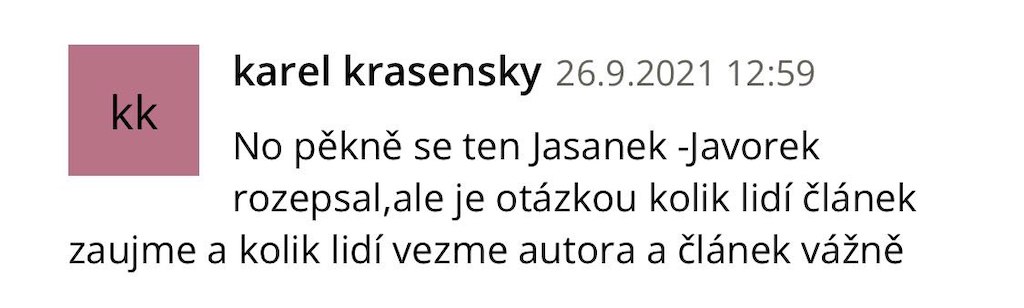 kk
karel krasensky 26.9.2021 12:59
No pěkně se ten Jasanek -Javorek
rozepsal,ale je otázkou kolik lidí článek
zaujme a kolik lidí vezme autora a článek vážně